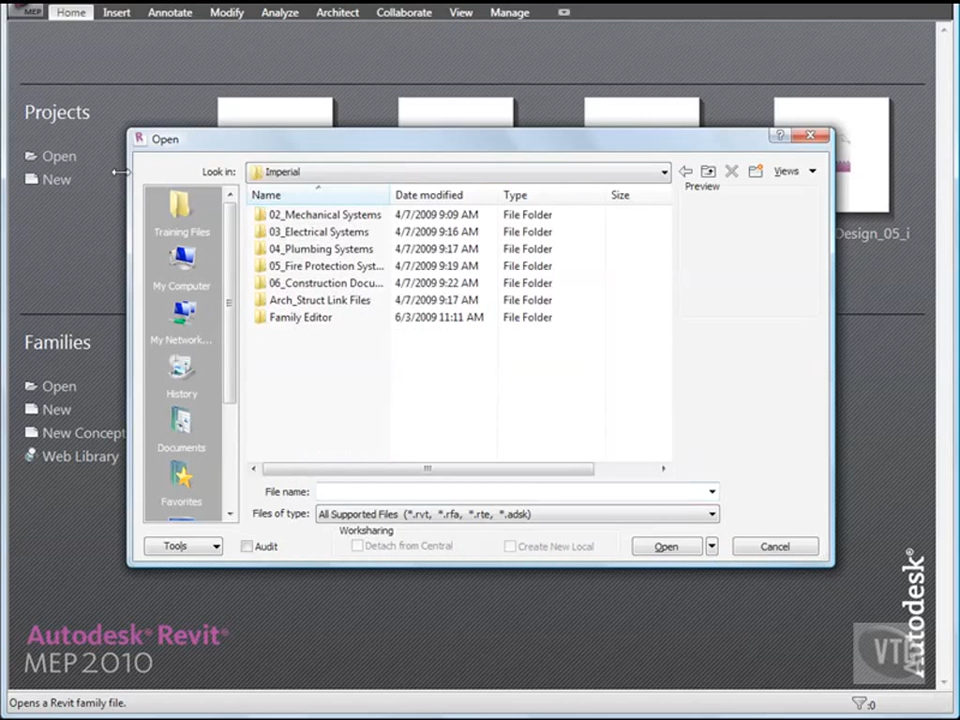 MEP
Home Insert Annotate Modify Analyze Architect Collaborate View Manage
Projects
Open
New
Design_05_i
Families
Open
New
New Concept
Web Library
Open
Look in: Imperial Views
Training Files
My Computer
My Network...
History
Documents
Favorites
Name Date modified Type Size
02_Mechanical Systems 4/7/2009 9:09 AM File Folder
03_Electrical Systems 4/7/2009 9:16 AM File Folder
04_Plumbing Systems 4/7/2009 9:17 AM File Folder
05_Fire Protection Syst... 4/7/2009 9:19 AM File Folder
06_Construction Docu... 4/7/2009 9:22 AM File Folder
Arch_Struct Link Files 4/7/2009 9:17 AM File Folder
Family Editor 6/3/2009 11:11 AM File Folder
Preview
File name:
Files of type: All Supported Files (*.rvt, *.rfa, *.rte, *.adsk)
Worksharing
Tools Audit Detach from Central Create New Local Open Cancel
Autodesk® Revit®
MEP 2010
Autodesk®
Opens a Revit family file. :0